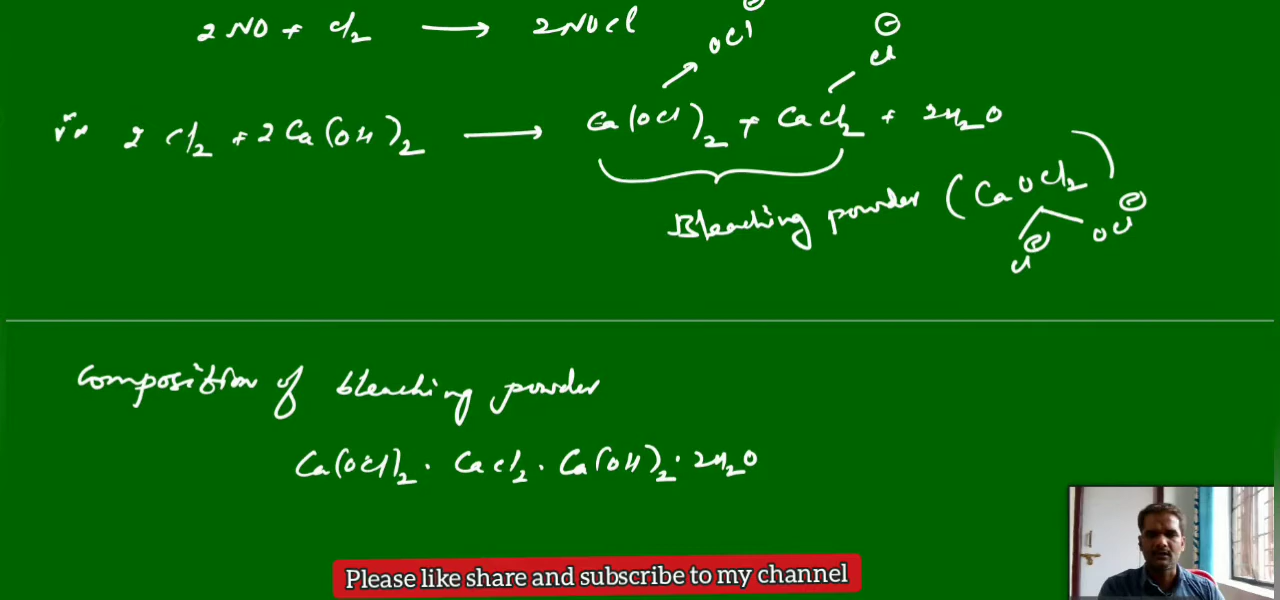 2NO + Cl₂ ⟶ 2NOCl
OCl⊖
Cl⊖
2Cl₂ + 2Ca(OH)₂ ⟶ Ca(OCl)₂ + CaCl₂ + 2H₂O
Bleaching powder (CaOCl₂)
Cl⊖ OCl⊖
Composition of bleaching powder
Ca(OCl)₂ . CaCl₂ . Ca(OH)₂ . 2H₂O
Please like share and subscribe to my channel